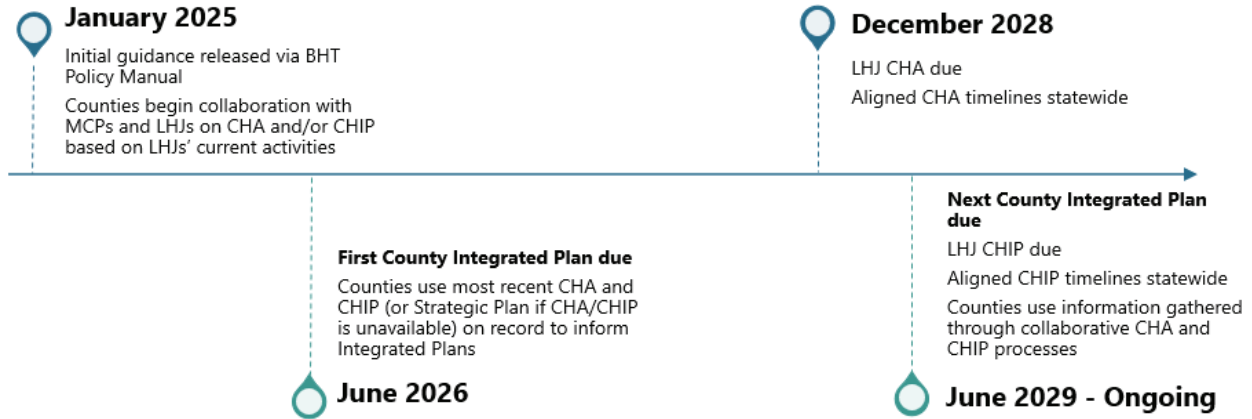 January 2025
Initial guidance released via BHT
Policy Manual
Counties begin collaboration with
MCPs and LHJs on CHA and/or CHIP
based on LHJs’ current activities
December 2028
LHJ CHA due
Aligned CHA timelines statewide
First County Integrated Plan due
Counties use most recent CHA and
CHIP (or Strategic Plan if CHA/CHIP
is unavailable) on record to inform
Integrated Plans
June 2026
Next County Integrated Plan
due
LHJ CHIP due
Aligned CHIP timelines statewide
Counties use information gathered
through collaborative CHA and
CHIP processes
June 2029 - Ongoing